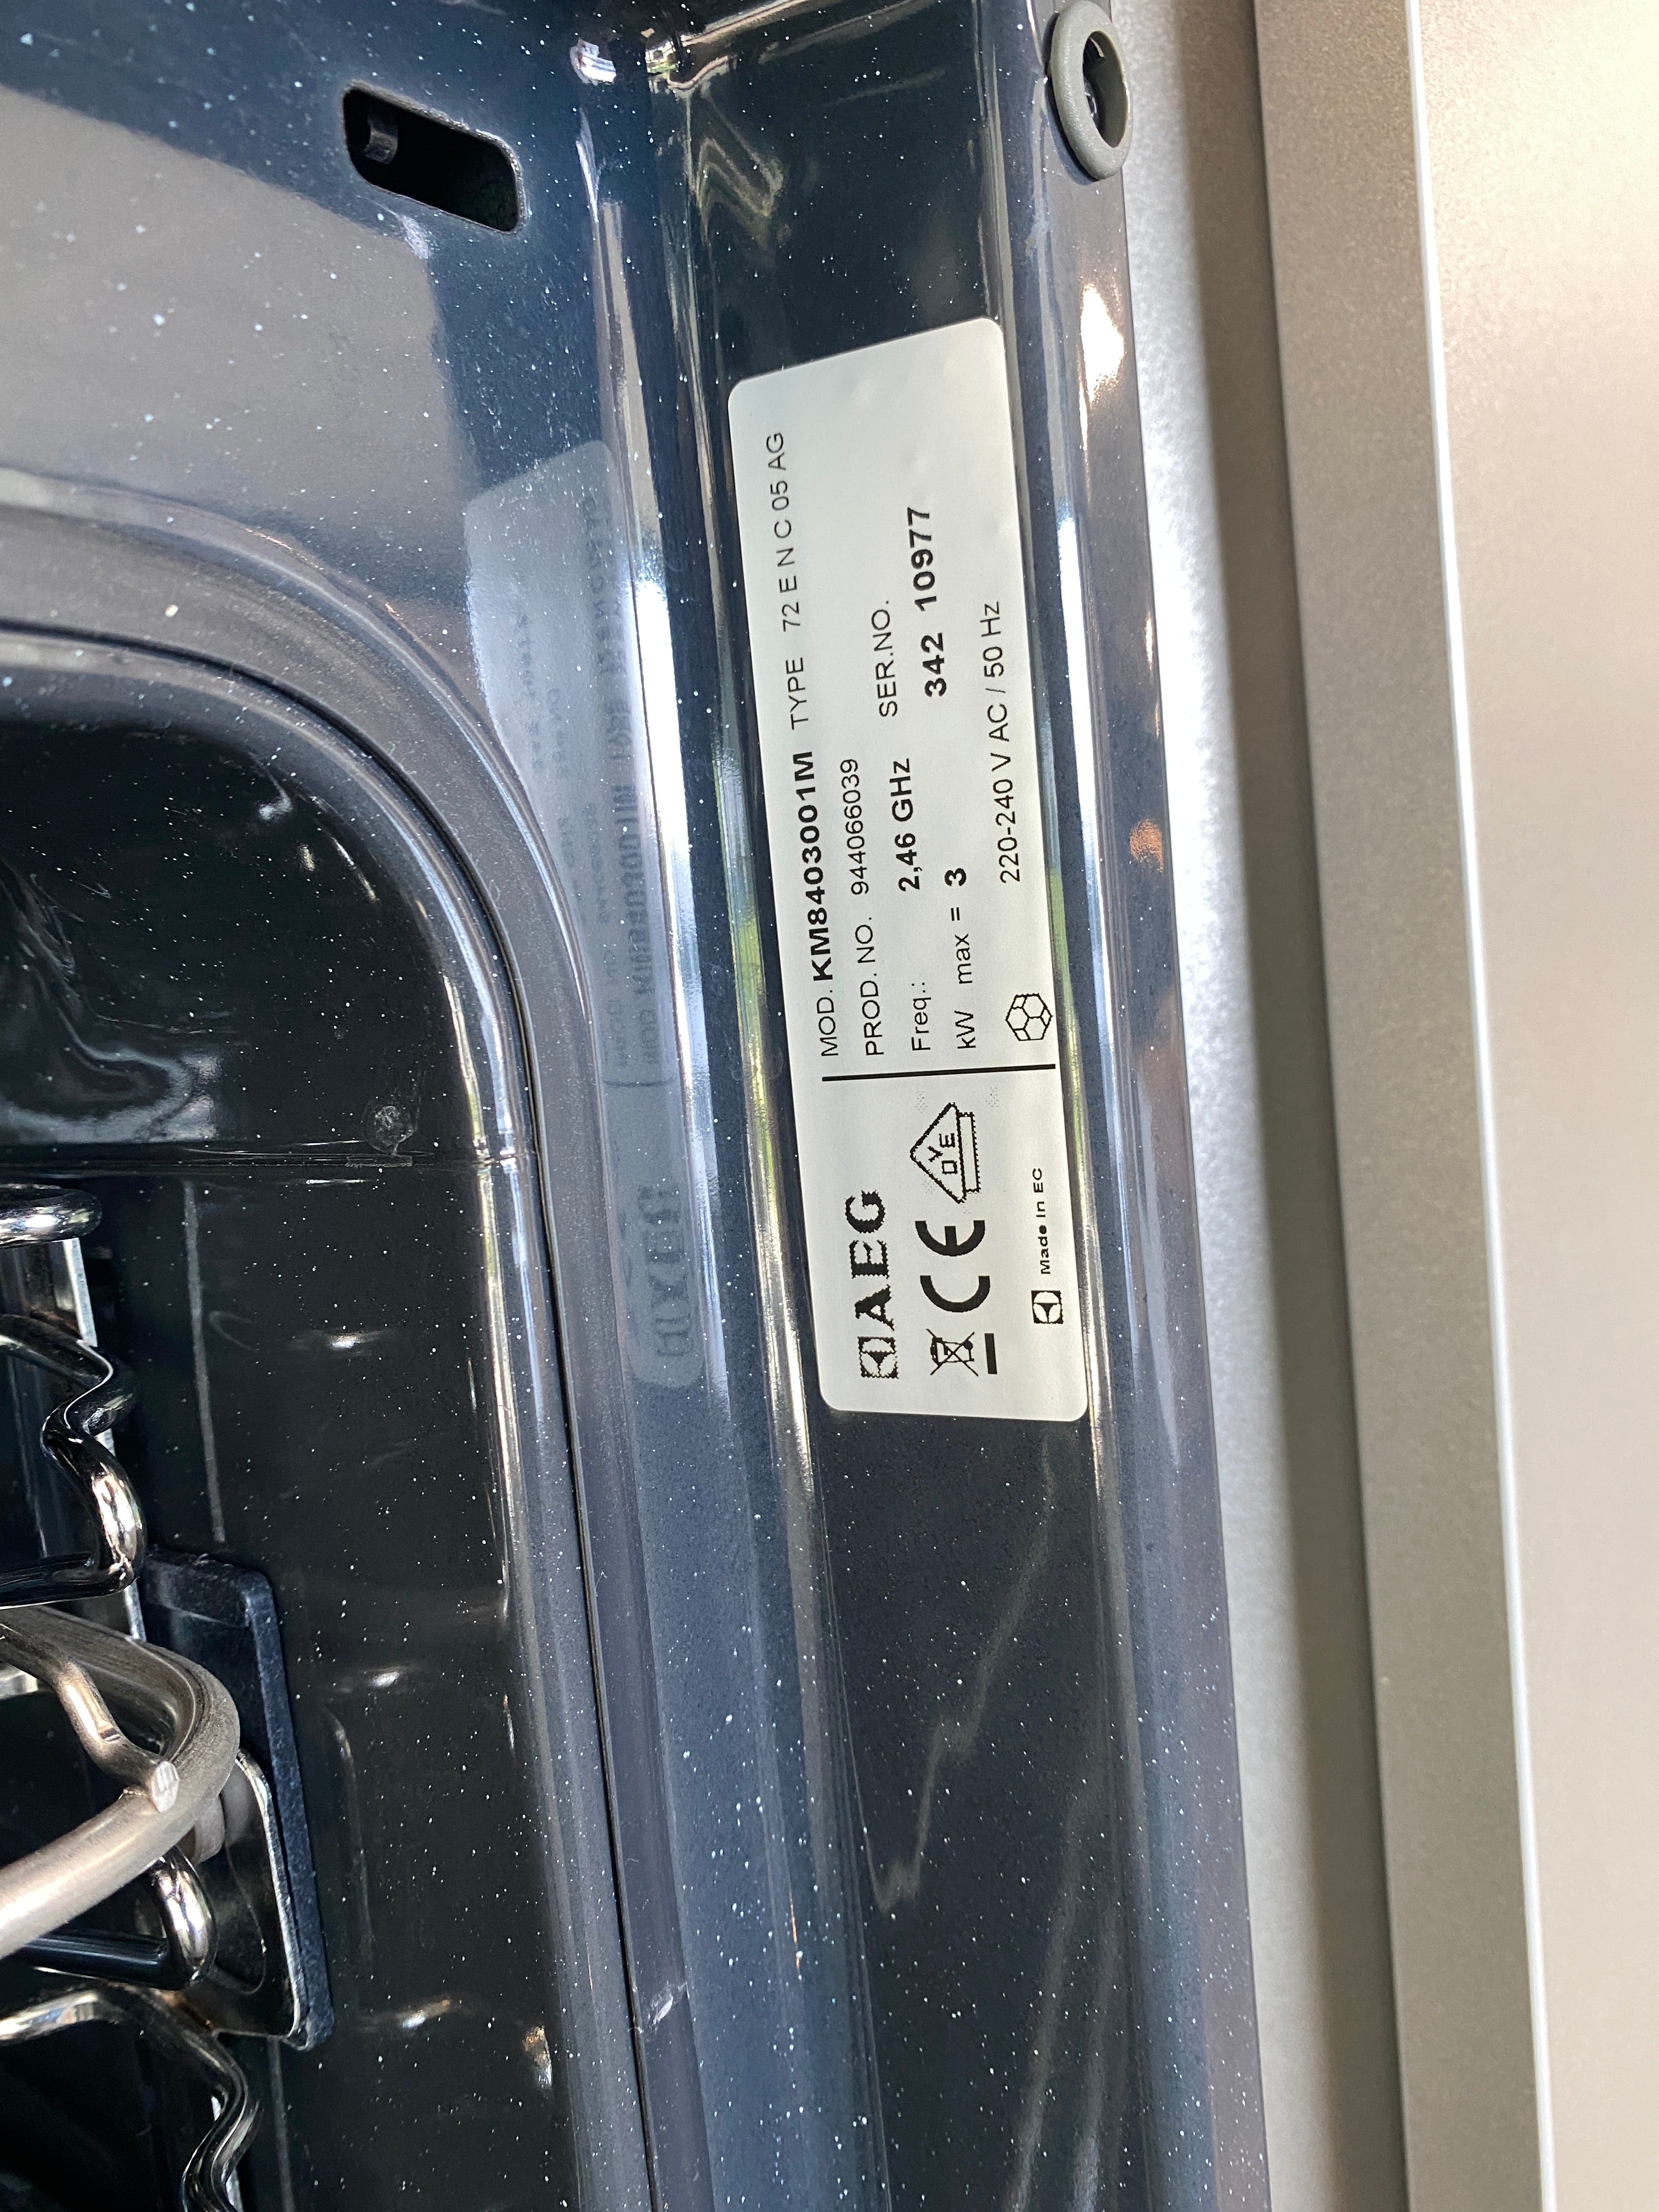 AEG
CE
OVE
Made in EC
MOD. KM8403001M TYPE 72 E N C 05 AG
PROD. NO. 944066039
Freq.: 2,46 GHz SER.NO.
kW max = 3 342 10977
220-240 V AC / 50 Hz